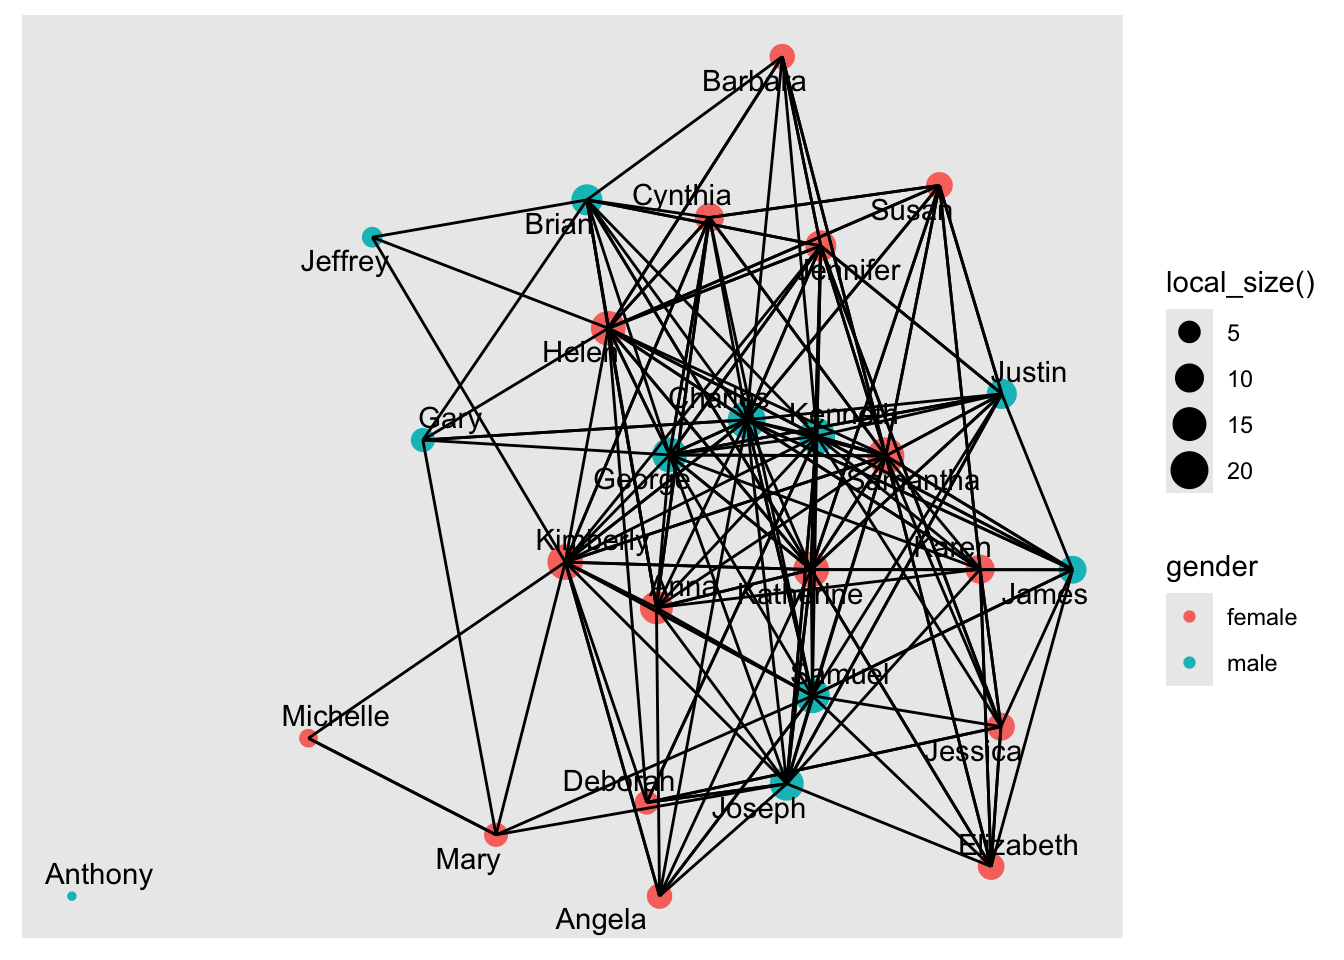 Barbara
Cynthia
Susan
Brian
Jeffrey
Jennifer
Helen
Justin
Charles
Kenneth
Gary
George
Samantha
Kimberly
Karen
Anna
Katherine
James
Samuel
Michelle
Jessica
Deborah
Joseph
Elizabeth
Mary
Anthony
Angela
local_size()
5
10
15
20
gender
female
male